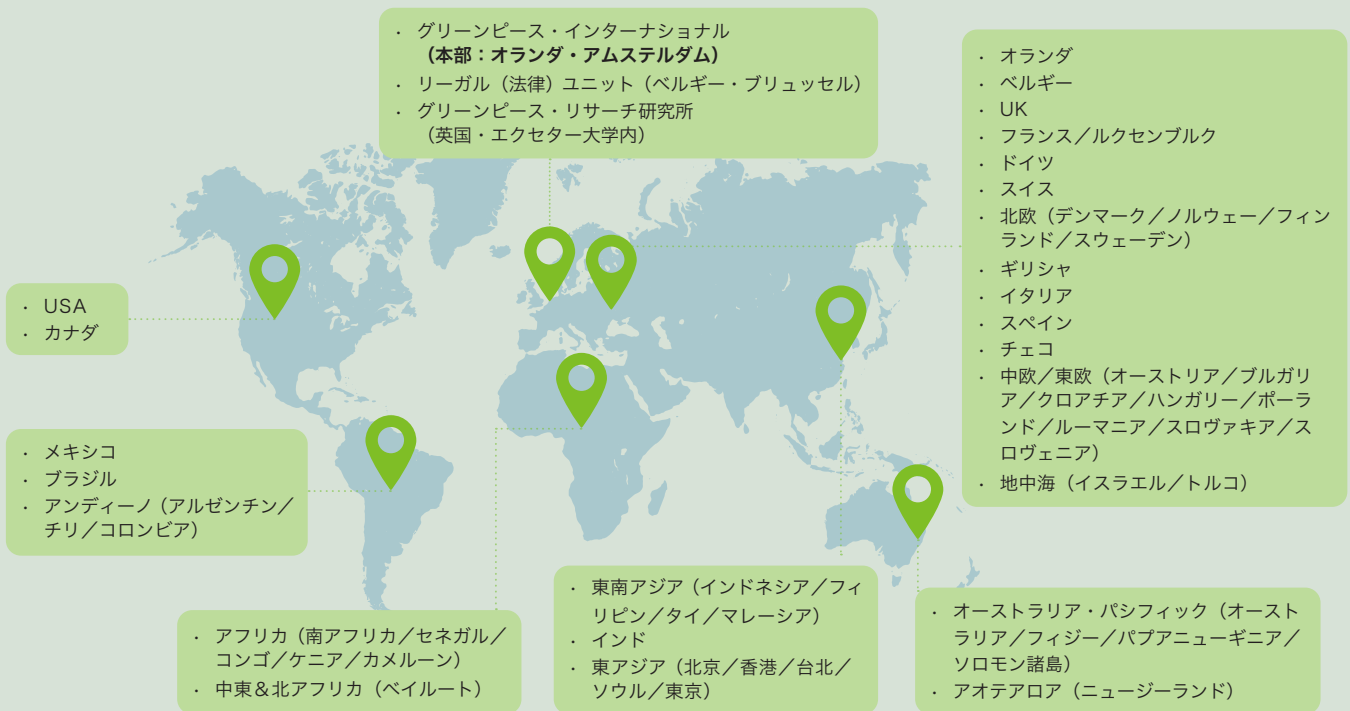 ・ グリーンピース・インターナショナル
（本部：オランダ・アムステルダム）
・ リーガル（法律）ユニット（ベルギー・ブリュッセル）
・ グリーンピース・リサーチ研究所
（英国・エクセター大学内）
・ オランダ
・ ベルギー
・ UK
・ フランス／ルクセンブルク
・ ドイツ
・ スイス
・ 北欧（デンマーク／ノルウェー／フィン
ランド／スウェーデン）
・ ギリシャ
・ イタリア
・ スペイン
・ チェコ
・ 中欧／東欧（オーストリア／ブルガリ
ア／クロアチア／ハンガリー／ポーラ
ンド／ルーマニア／スロヴァキア／ス
ロヴェニア）
・ 地中海（イスラエル／トルコ）
・ USA
・ カナダ
・ メキシコ
・ ブラジル
・ アンディーノ（アルゼンチン／
チリ／コロンビア）
・ アフリカ（南アフリカ／セネガル／
コンゴ／ケニア／カメルーン）
・ 中東＆北アフリカ（ベイルート）
・ 東南アジア（インドネシア／フィ
リピン／タイ／マレーシア）
・ インド
・ 東アジア（北京／香港／台北／
ソウル／東京）
・ オーストラリア・パシフィック（オースト
ラリア／フィジー／パプアニューギニア／
ソロモン諸島）
・ アオテアロア（ニュージーランド）